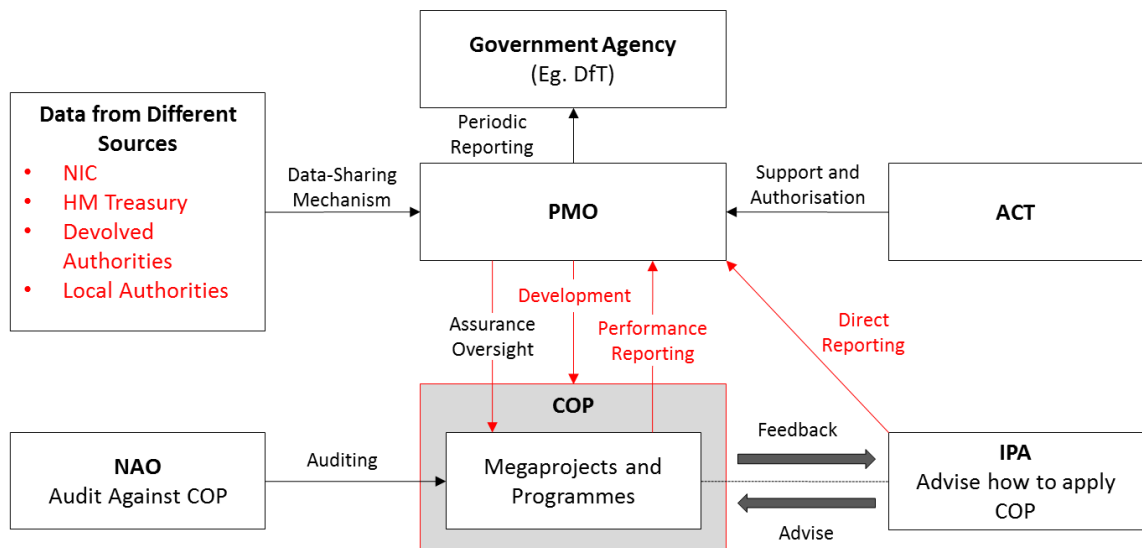 Government Agency
(Eg. DfT)
Data from Different
Sources
• NIC
• HM Treasury
• Devolved
Authorities
• Local Authorities
Periodic
Reporting
Data-Sharing
Mechanism
PMO
Support and
Authorisation
ACT
Development
Assurance
Oversight
Performance
Reporting
Direct
Reporting
COP
Megaprojects and
Programmes
NAO
Audit Against COP
Auditing
Feedback
Advise
IPA
Advise how to apply
COP